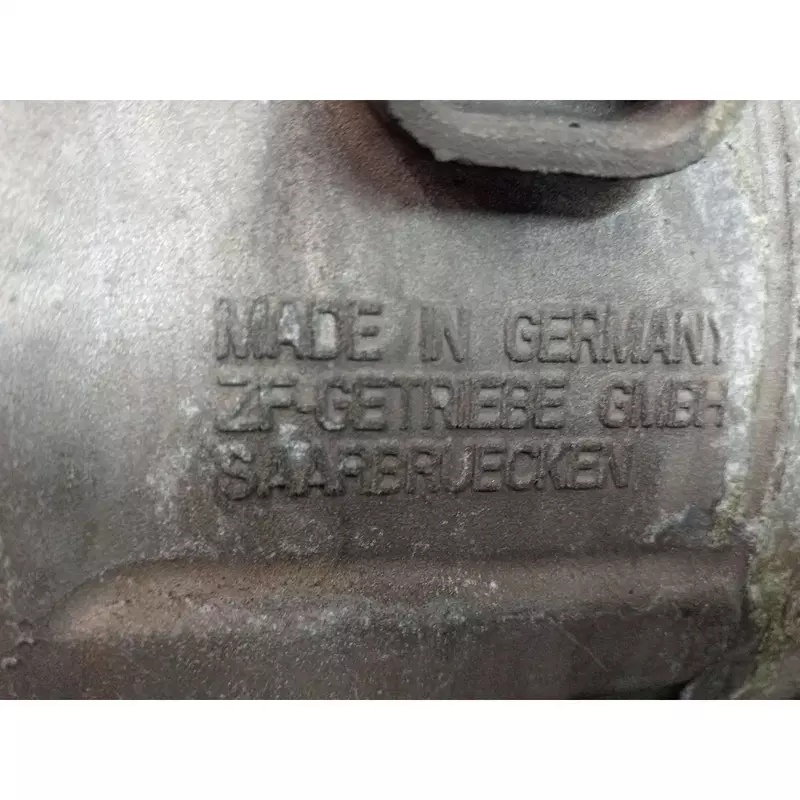 MADE IN GERMANY
ZF-GETRIEBE GMBH
SAARBRUECKEN